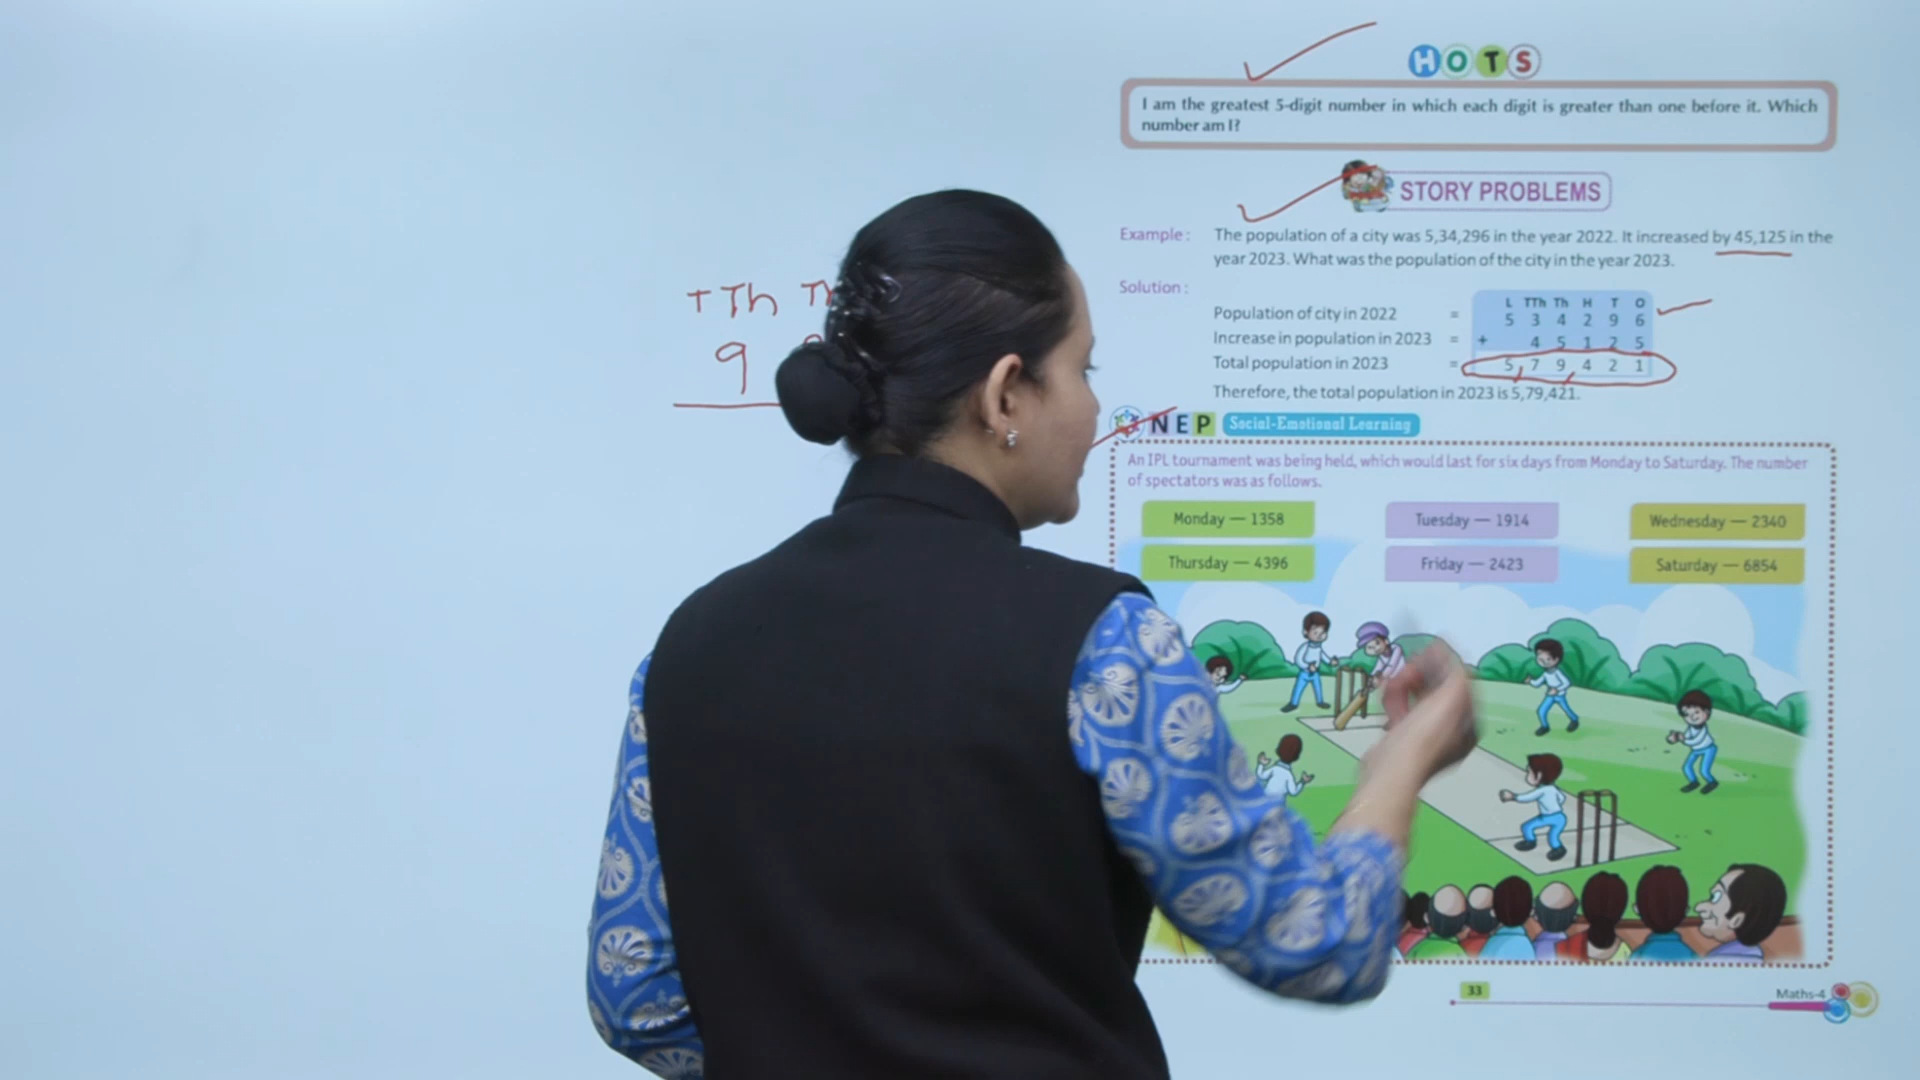 T Th
9
HOTS
I am the greatest 5-digit number in which each digit is greater than one before it. Which
number am I?
STORY PROBLEMS
Example: The population of a city was 5,34,296 in the year 2022. It increased by 45,125 in the
year 2023. What was the population of the city in the year 2023.
Solution:
L TTh Th H T O
Population of city in 2022 = 5 3 4 2 9 6
Increase in population in 2023 = + 4 5 1 2 5
Total population in 2023 = 5, 7 9, 4 2 1
Therefore, the total population in 2023 is 5,79,421.
NEP Social-Emotional Learning
An IPL tournament was being held, which would last for six days from Monday to Saturday. The number
of spectators was as follows.
Monday — 1358 Tuesday — 1914 Wednesday — 2340
Thursday — 4396 Friday — 2423 Saturday — 6854
33 Maths-4